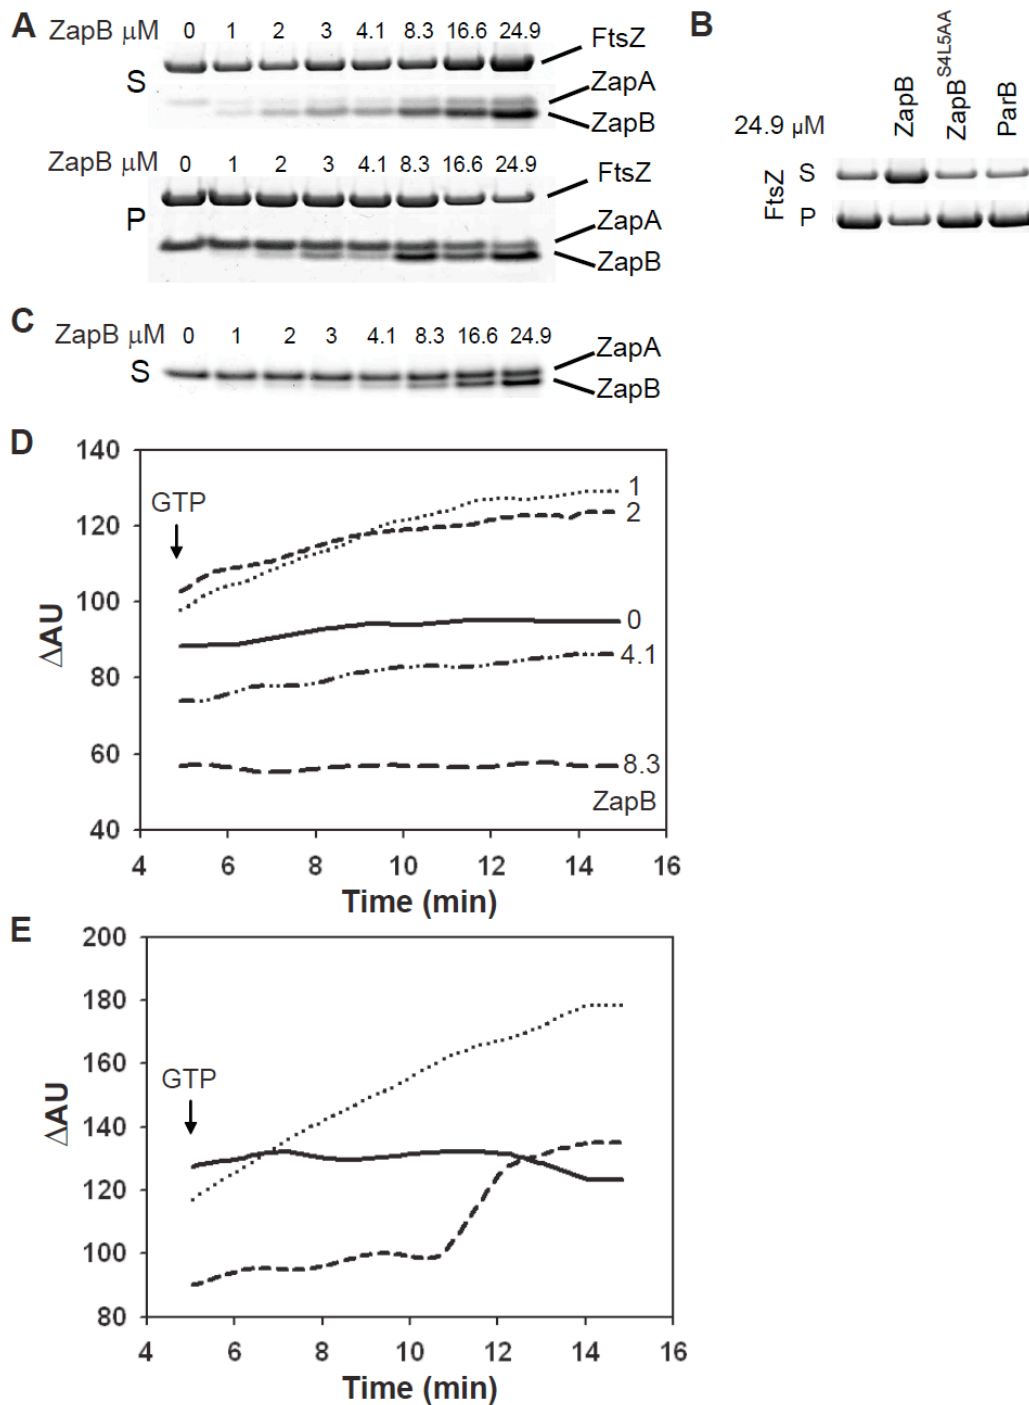 A
ZapB µM 0 1 2 3 4.1 8.3 16.6 24.9
FtsZ
S
ZapA
ZapB
ZapB µM 0 1 2 3 4.1 8.3 16.6 24.9
FtsZ
P
ZapA
ZapB
B
24.9 µM
ZapB
ZapB S4L5AA
ParB
FtsZ
S
P
C
ZapB µM 0 1 2 3 4.1 8.3 16.6 24.9
S
ZapA
ZapB
D
140
120
100
80
60
40
ΔAU
GTP
1
2
0
4.1
8.3
ZapB
4 6 8 10 12 14 16
Time (min)
E
200
180
160
140
120
100
80
ΔAU
GTP
4 6 8 10 12 14 16
Time (min)